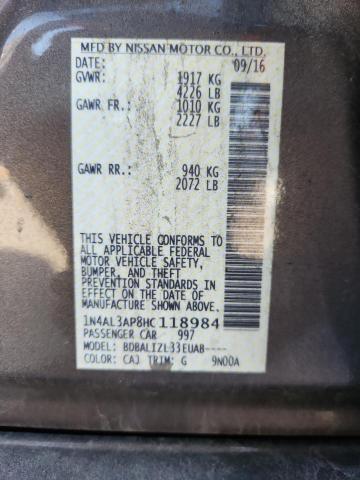 MFD BY NISSAN MOTOR CO., LTD.
DATE: 09/16
GVWR: 1917 KG
4226 LB
GAWR FR: 1010 KG
2227 LB
GAWR RR: 940 KG
2072 LB
THIS VEHICLE CONFORMS TO
ALL APPLICABLE FEDERAL
MOTOR VEHICLE SAFETY,
BUMPER, AND THEFT
PREVENTION STANDARDS
IN EFFECT ON THE DATE OF
MANUFACTURE SHOWN ABOVE.
1N4AL3AP8HC118984
PASSENGER CAR 997
MODEL: BDBALIZL33EUAB----
COLOR: CAJ TRIM: G 9N00A